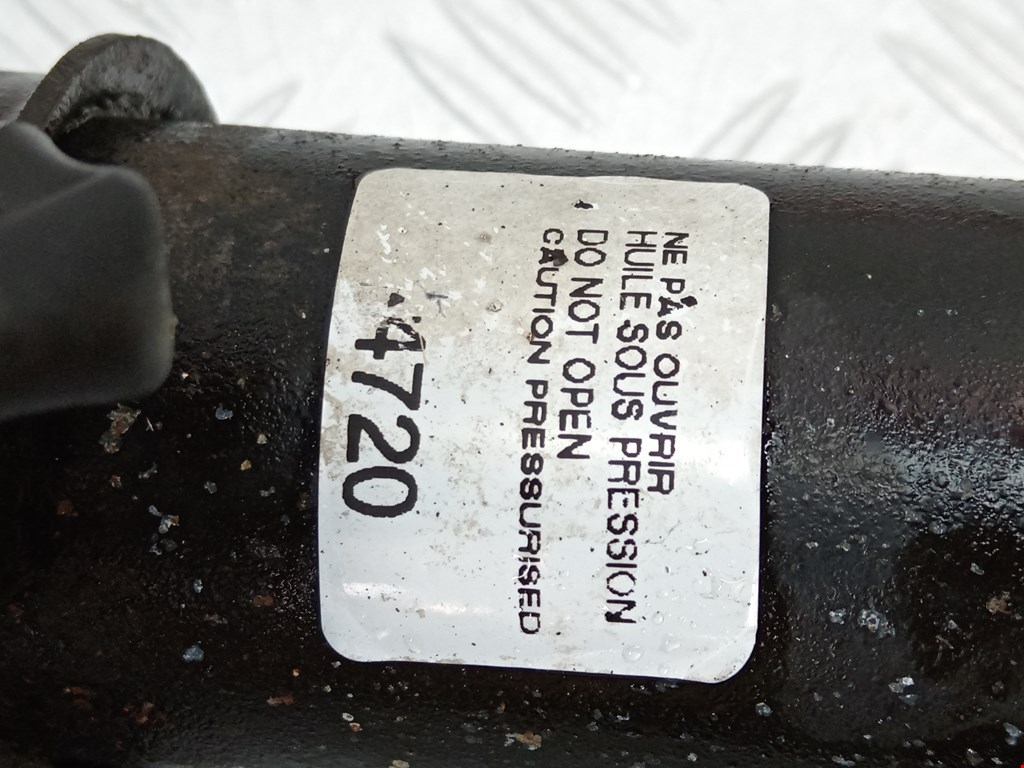 NE PAS OUVRIR
HUILE SOUS PRESSION
DO NOT OPEN
CAUTION PRESSURISED
4720